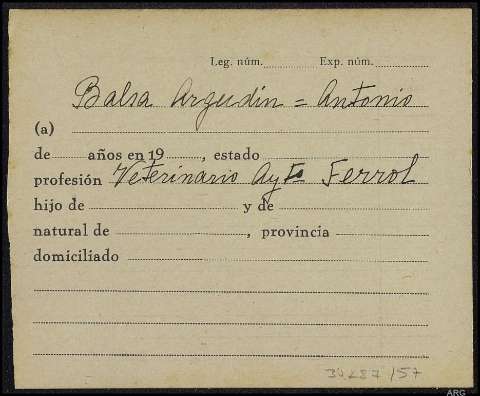 Leg. núm. Exp. núm.
Balsa Argudin = Antonio
(a)
de años en 19 , estado
profesión Veterinario Aytº Ferrol
hijo de y de
natural de , provincia
domiciliado
ARG